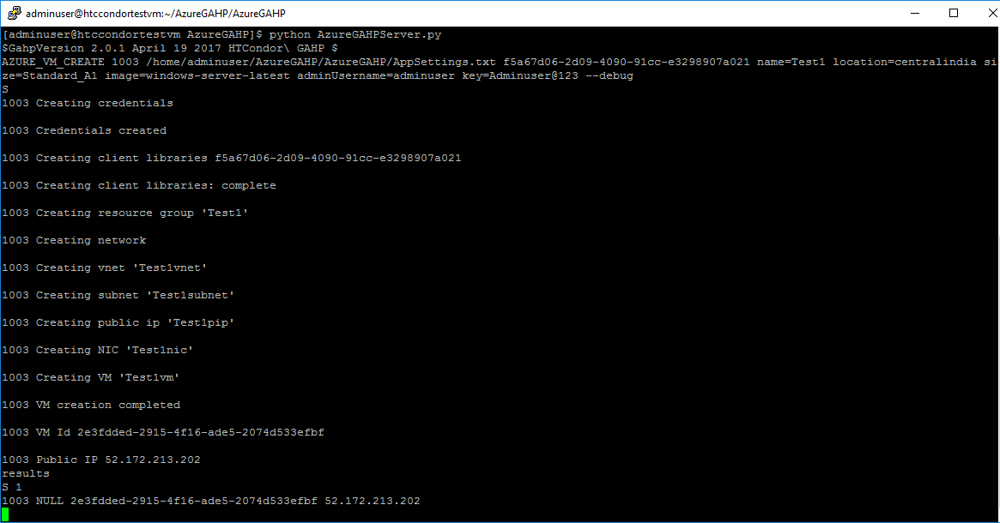 adminuser@htccondortestvm:~/AzureGAHP/AzureGAHP
[adminuser@htccondortestvm AzureGAHP]$ python AzureGAHPServer.py
$GahpVersion 2.0.1 April 19 2017 HTCondor\ GAHP $
AZURE_VM_CREATE 1003 /home/adminuser/AzureGAHP/AzureGAHP/AppSettings.txt f5a67d06-2d09-4090-91cc-e3298907a021 name=Test1 location=centralindia si
ze=Standard_A1 image=windows-server-latest adminUsername=adminuser key=Adminuser@123 --debug
S
1003 Creating credentials
1003 Credentials created
1003 Creating client libraries f5a67d06-2d09-4090-91cc-e3298907a021
1003 Creating client libraries: complete
1003 Creating resource group 'Test1'
1003 Creating network
1003 Creating vnet 'Test1vnet'
1003 Creating subnet 'Test1subnet'
1003 Creating public ip 'Test1pip'
1003 Creating NIC 'Test1nic'
1003 Creating VM 'Test1vm'
1003 VM creation completed
1003 VM Id 2e3fdded-2915-4f16-ade5-2074d533efbf
1003 Public IP 52.172.213.202
results
S 1
1003 NULL 2e3fdded-2915-4f16-ade5-2074d533efbf 52.172.213.202